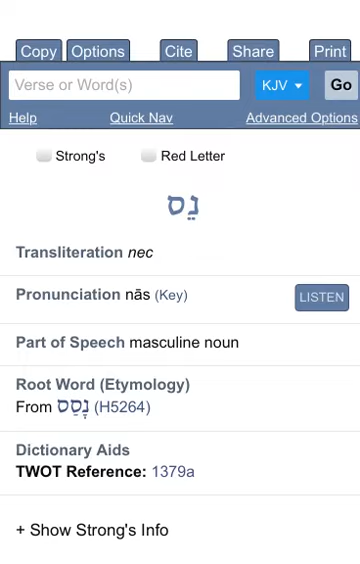 Copy Options Cite Share Print
Verse or Word(s) KJV Go
Help Quick Nav Advanced Options
Strong's Red Letter
נֵס
Transliteration nec
Pronunciation nās (Key) LISTEN
Part of Speech masculine noun
Root Word (Etymology)
From נָסַס (H5264)
Dictionary Aids
TWOT Reference: 1379a
+ Show Strong's Info